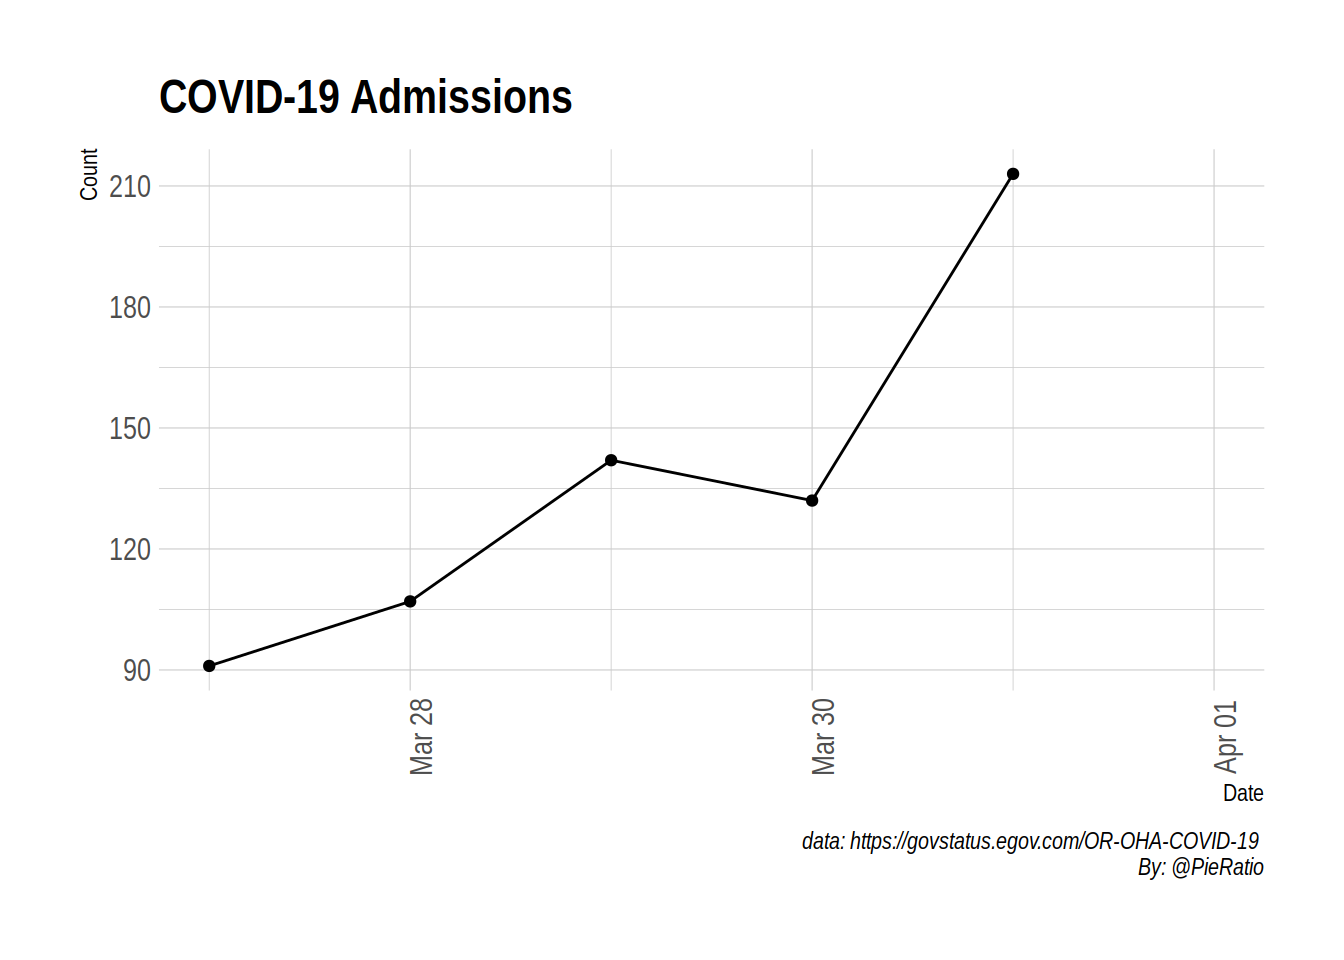 COVID-19 Admissions
Count
210
180
150
120
90
Mar 28
Mar 30
Apr 01
Date
data: https://govstatus.egov.com/OR-OHA-COVID-19
By: @PieRatio